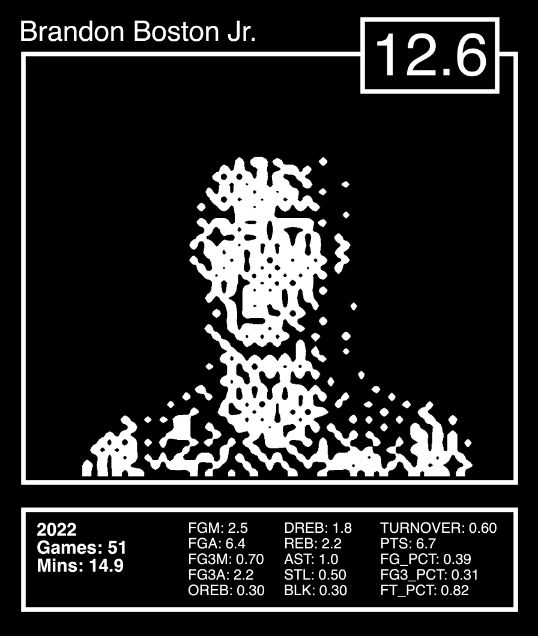 Brandon Boston Jr.
12.6
2022
Games: 51
Mins: 14.9
FGM: 2.5
FGA: 6.4
FG3M: 0.70
FG3A: 2.2
OREB: 0.30
DREB: 1.8
REB: 2.2
AST: 1.0
STL: 0.50
BLK: 0.30
TURNOVER: 0.60
PTS: 6.7
FG_PCT: 0.39
FG3_PCT: 0.31
FT_PCT: 0.82